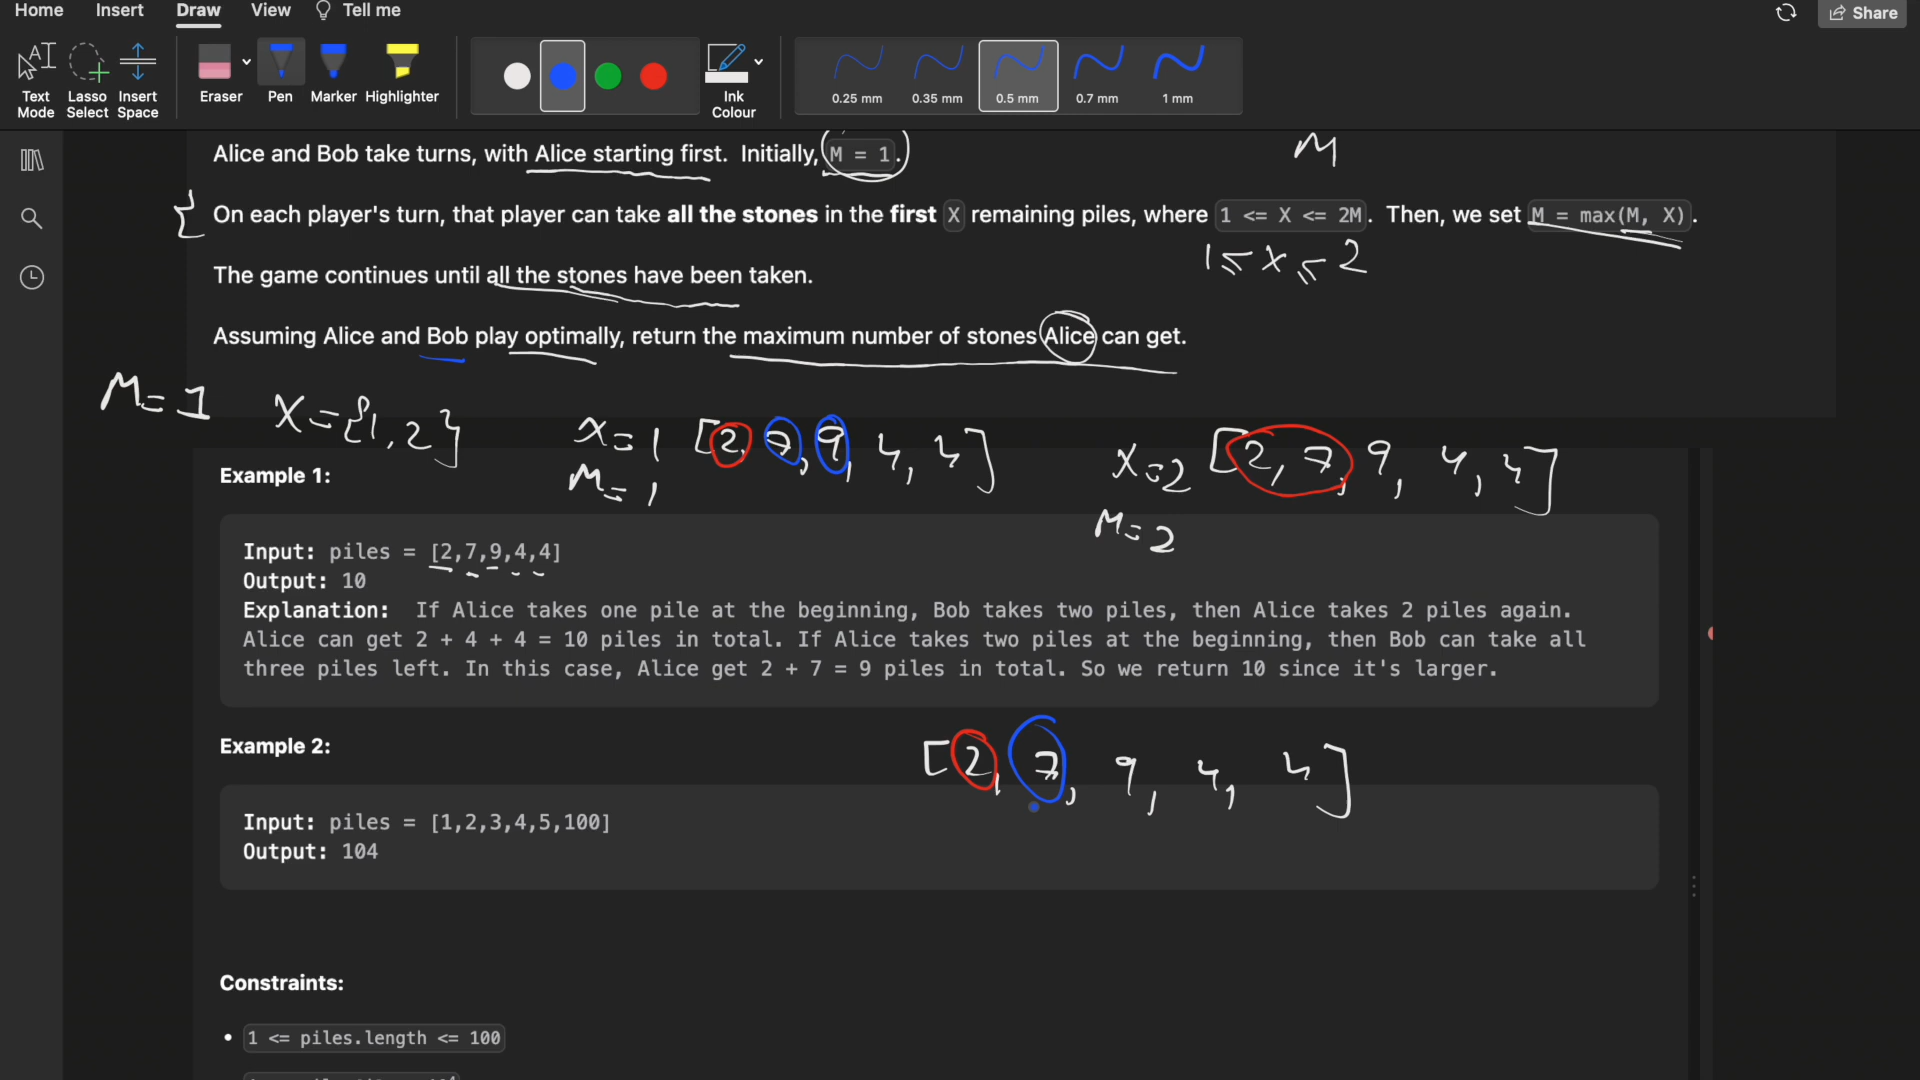 Home Insert Draw View Tell me Share
Text Mode Lasso Select Insert Space Eraser Pen Marker Highlighter Ink Colour 0.25 mm 0.35 mm 0.5 mm 0.7 mm 1 mm
Alice and Bob take turns, with Alice starting first. Initially, M = 1.
M
On each player's turn, that player can take all the stones in the first X remaining piles, where 1 <= X <= 2M. Then, we set M = max(M, X).
1 ≤ X ≤ 2
The game continues until all the stones have been taken.
Assuming Alice and Bob play optimally, return the maximum number of stones Alice can get.
M = 1 X = {1, 2} X = 1 [2, 7, 9, 4, 4] X = 2 [2, 7, 9, 4, 4]
Example 1:
M = 1 M = 2
Input: piles = [2,7,9,4,4]
Output: 10
Explanation: If Alice takes one pile at the beginning, Bob takes two piles, then Alice takes 2 piles again.
Alice can get 2 + 4 + 4 = 10 piles in total. If Alice takes two piles at the beginning, then Bob can take all
three piles left. In this case, Alice get 2 + 7 = 9 piles in total. So we return 10 since it's larger.
Example 2:
[2, 7, 9, 4, 4]
Input: piles = [1,2,3,4,5,100]
Output: 104
Constraints:
• 1 <= piles.length <= 100